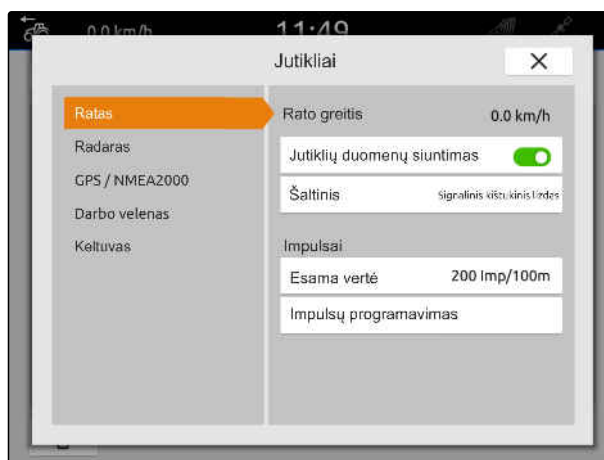 0.0 km/h
11:49
Jutikliai
Ratas
Radaras
GPS / NMEA2000
Darbo velenas
Keltuvas
Rato greitis 0.0 km/h
Jutiklių duomenų siuntimas
Šaltinis Signalinis kištukinis lizdas
Impulsai
Esama vertė 200 Imp/100m
Impulsų programavimas